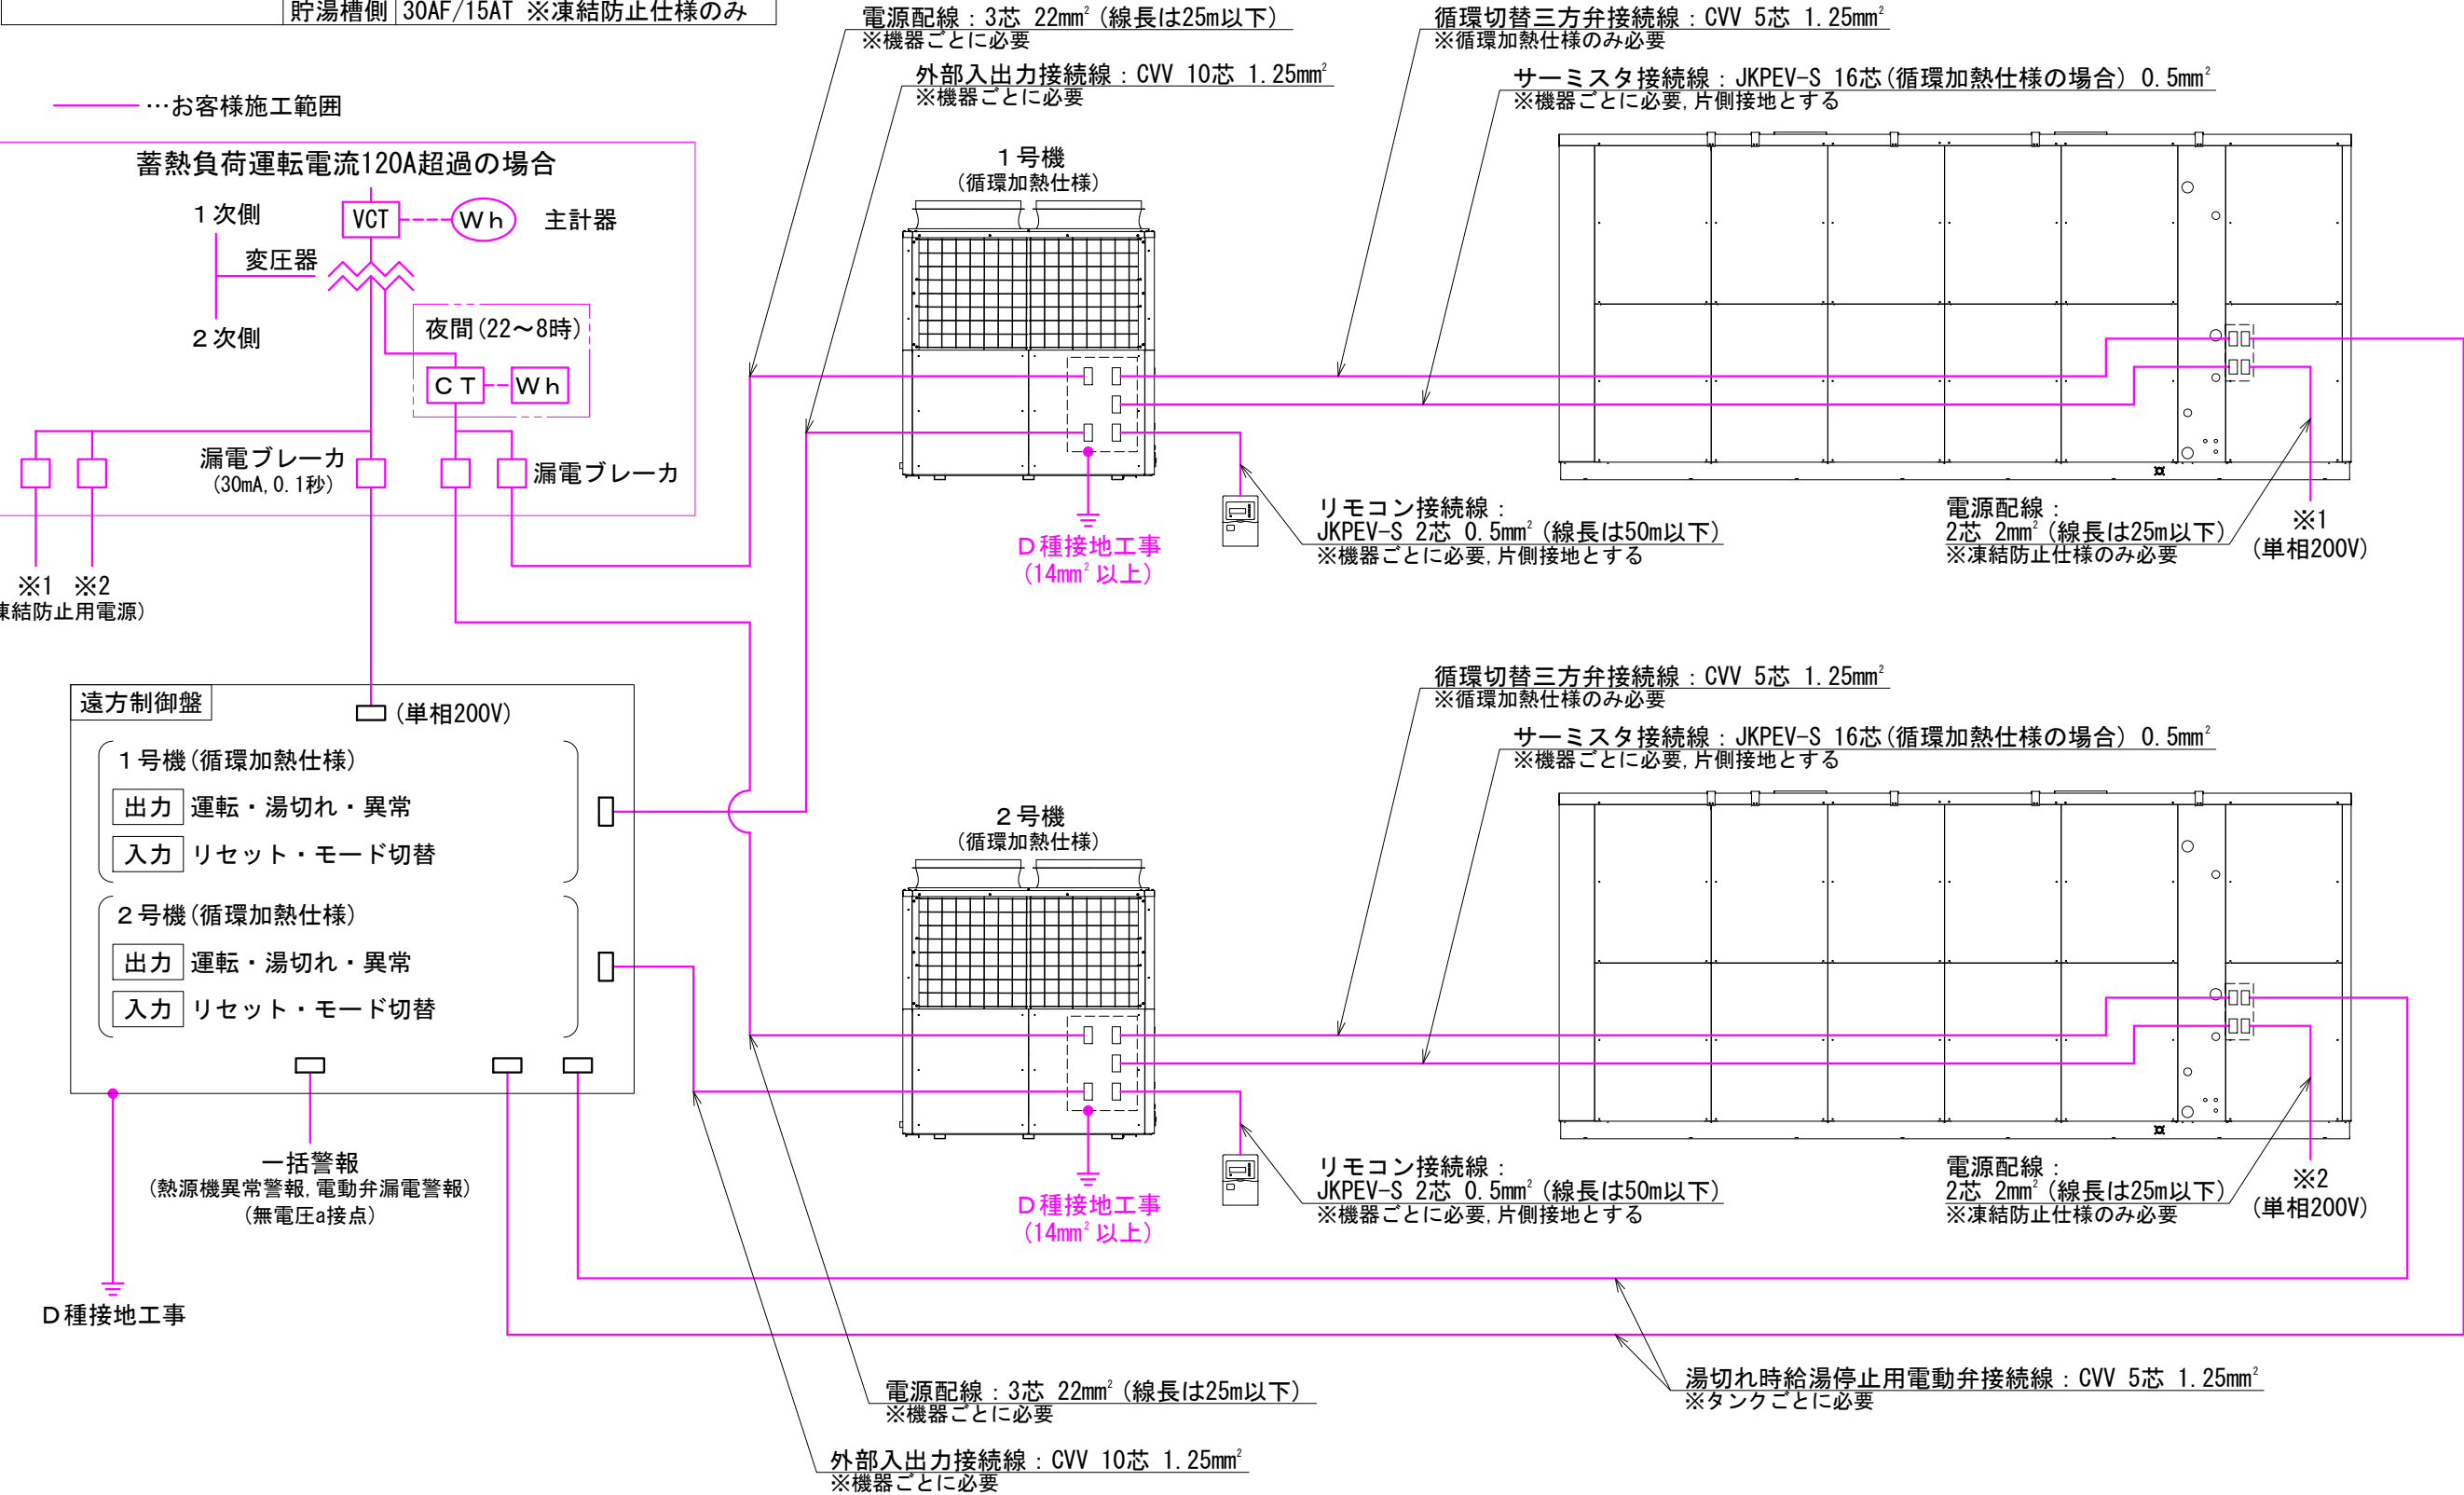 貯湯槽側 30AF/15AT ※凍結防止仕様のみ
…お客様施工範囲
蓄熱負荷運転電流120A超過の場合
1次側
VCT
Wh
主計器
変圧器
2次側
夜間(22～8時)
CT
Wh
漏電ブレーカ
(30mA, 0.1秒)
漏電ブレーカ
※1 ※2
凍結防止用電源)
電源配線：3芯 22mm²(線長は25m以下)
※機器ごとに必要
外部入出力接続線：CVV 10芯 1.25mm²
※機器ごとに必要
循環切替三方弁接続線：CVV 5芯 1.25mm²
※循環加熱仕様のみ必要
サーミスタ接続線：JKPEV-S 16芯(循環加熱仕様の場合) 0.5mm²
※機器ごとに必要, 片側接地とする
1号機
(循環加熱仕様)
D種接地工事
(14mm²以上)
リモコン接続線：
JKPEV-S 2芯 0.5mm²(線長は50m以下)
※機器ごとに必要, 片側接地とする
電源配線：
2芯 2mm²(線長は25m以下)
※凍結防止仕様のみ必要
※1
(単相200V)
遠方制御盤
(単相200V)
1号機(循環加熱仕様)
出力 運転・湯切れ・異常
入力 リセット・モード切替
2号機(循環加熱仕様)
出力 運転・湯切れ・異常
入力 リセット・モード切替
一括警報
(熱源機異常警報, 電動弁漏電警報)
(無電圧a接点)
D種接地工事
循環切替三方弁接続線：CVV 5芯 1.25mm²
※循環加熱仕様のみ必要
サーミスタ接続線：JKPEV-S 16芯(循環加熱仕様の場合) 0.5mm²
※機器ごとに必要, 片側接地とする
2号機
(循環加熱仕様)
D種接地工事
(14mm²以上)
リモコン接続線：
JKPEV-S 2芯 0.5mm²(線長は50m以下)
※機器ごとに必要, 片側接地とする
電源配線：
2芯 2mm²(線長は25m以下)
※凍結防止仕様のみ必要
※2
(単相200V)
電源配線：3芯 22mm²(線長は25m以下)
※機器ごとに必要
外部入出力接続線：CVV 10芯 1.25mm²
※機器ごとに必要
湯切れ時給湯停止用電動弁接続線：CVV 5芯 1.25mm²
※タンクごとに必要